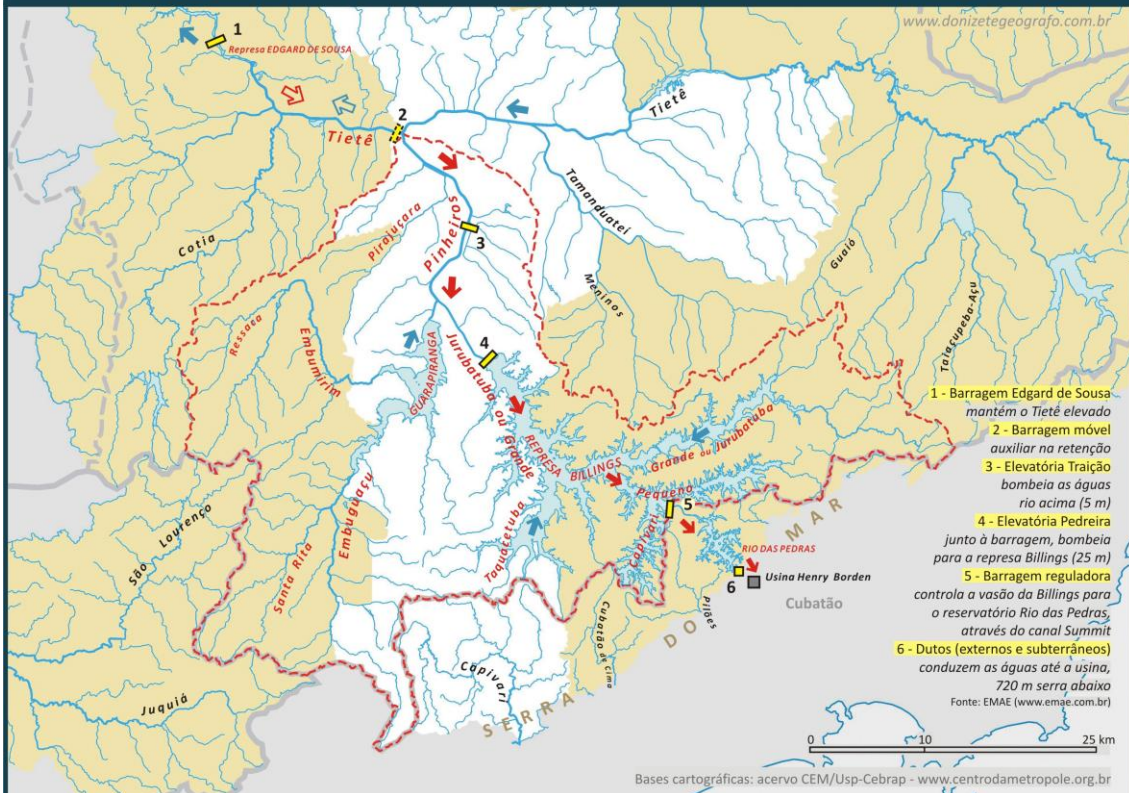 www.donizetegeografo.com.br
1
Represa EDGARD DE SOUSA
2
Tietê
Tietê
Tamanduateí
Pirajuçara
Pinheiros
3
Cotia
Guaió
Meninos
Taiaçupeba-Açu
Ressaca
Embumirim
GUARAPIRANGA
4
Jurubatuba ou Grande
REPRESA
BILLINGS
Grande ou Jurubatuba
Pequeno
5
Capivari
Taquacetuba
São Lourenço
Santa Rita
Embuguaçu
RIO DAS PEDRAS
6
Usina Henry Borden
Cubatão
Pilões
Cubatão de cima
Capivari
Juquiá
SERRA DO MAR
1 - Barragem Edgard de Sousa
mantém o Tietê elevado
2 - Barragem móvel
auxiliar na retenção
3 - Elevatória Traição
bombeia as águas
rio acima (5 m)
4 - Elevatória Pedreira
junto à barragem, bombeia
para a represa Billings (25 m)
5 - Barragem reguladora
controla a vasão da Billings para
o reservatório Rio das Pedras,
através do canal Summit
6 - Dutos (externos e subterrâneos)
conduzem as águas até a usina,
720 m serra abaixo
Fonte: EMAE (www.emae.com.br)
0 10 25 km
Bases cartográficas: acervo CEM/Usp-Cebrap - www.centrodametropole.org.br